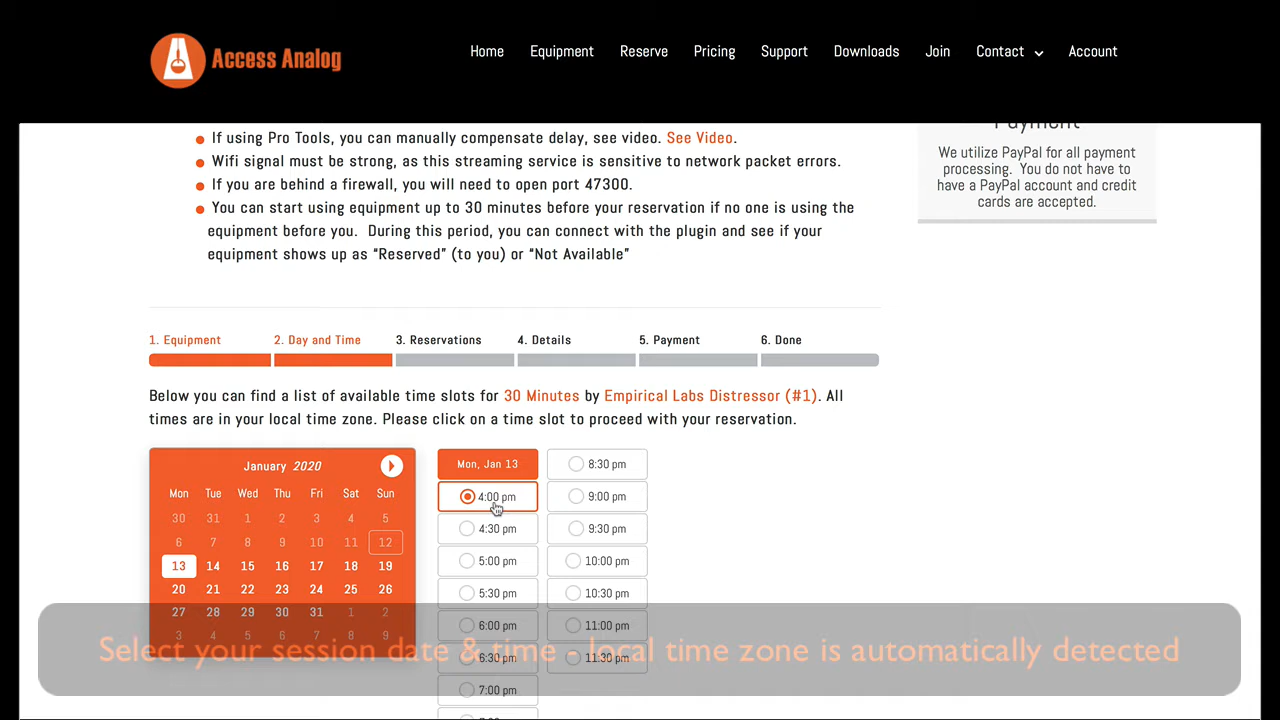 Access Analog
Home Equipment Reserve Pricing Support Downloads Join Contact Account
If using Pro Tools, you can manually compensate delay, see video. See Video.
Wifi signal must be strong, as this streaming service is sensitive to network packet errors.
If you are behind a firewall, you will need to open port 47300.
You can start using equipment up to 30 minutes before your reservation if no one is using the
equipment before you. During this period, you can connect with the plugin and see if your
equipment shows up as “Reserved” (to you) or “Not Available”
Payment
We utilize PayPal for all payment
processing. You do not have to
have a PayPal account and credit
cards are accepted.
1. Equipment 2. Day and Time 3. Reservations 4. Details 5. Payment 6. Done
Below you can find a list of available time slots for 30 Minutes by Empirical Labs Distressor (#1). All
times are in your local time zone. Please click on a time slot to proceed with your reservation.
January 2020
Mon Tue Wed Thu Fri Sat Sun
30 31 1 2 3 4 5
6 7 8 9 10 11 12
13 14 15 16 17 18 19
20 21 22 23 24 25 26
27 28 29 30 31 1 2
3 4 5 6 7 8 9
Mon, Jan 13
4:00 pm
4:30 pm
5:00 pm
5:30 pm
6:00 pm
6:30 pm
7:00 pm
8:30 pm
9:00 pm
9:30 pm
10:00 pm
10:30 pm
11:00 pm
11:30 pm
Select your session date & time - local time zone is automatically detected